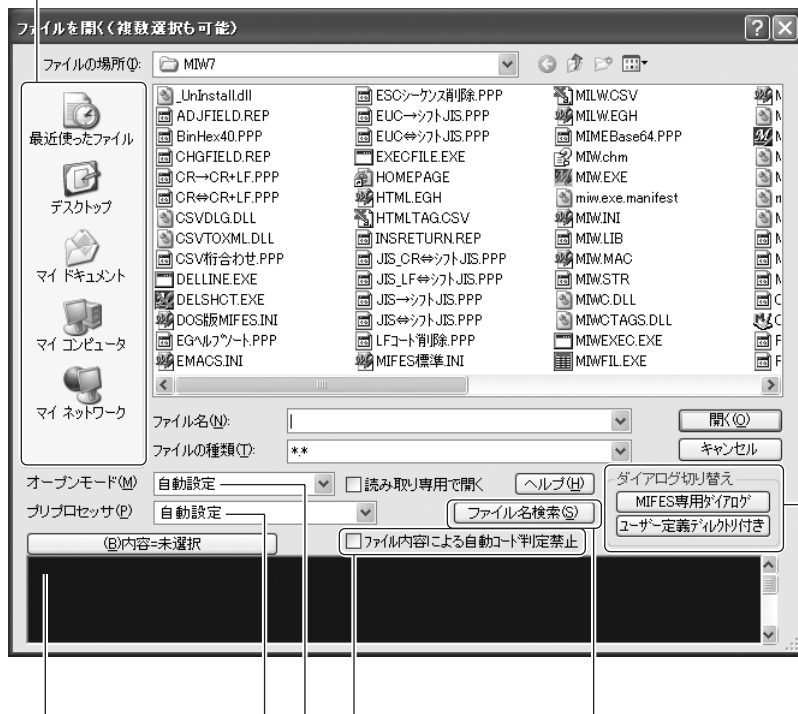 ファイルを開く(複数選択も可能)
ファイルの場所(I):
MIW7
最近使ったファイル
デスクトップ
マイ ドキュメント
マイ コンピュータ
マイ ネットワーク
_UnInstall.dll
ADJFIELD.REP
BinHex40.PPP
CHGFIELD.REP
CR→CR+LF.PPP
CR⇔CR+LF.PPP
CSVDLG.DLL
CSVTOXML.DLL
CSV桁合わせ.PPP
DELLINE.EXE
DELSHCT.EXE
DOS版MIFES.INI
EGヘルプツート.PPP
EMACS.INI
ESCシーケンス削除.PPP
EUC→シフトJIS.PPP
EUC⇔シフトJIS.PPP
EXECFILE.EXE
HOMEPAGE
HTML.EGH
HTMLTAG.CSV
INSRETURN.REP
JIS_CR⇔シフトJIS.PPP
JIS_LF⇔シフトJIS.PPP
JIS→シフトJIS.PPP
JIS⇔シフトJIS.PPP
LFコード削除.PPP
MIFES標準.INI
MILW.CSV
MILW.EGH
MIMEBase64.PPP
MIW.chm
MIW.EXE
miw.exe.manifest
MIW.INI
MIW.LIB
MIW.MAC
MIW.STR
MIWC.DLL
MIWCTAGS.DLL
MIWEXEC.EXE
MIWFIL.EXE
ファイル名(N):
開く(O)
ファイルの種類(T):
*.*
キャンセル
オープンモード(M)
自動設定
読み取り専用で開く
ヘルプ(H)
プリプロセッサ(P)
自動設定
ファイル名検索(S)
(B)内容=未選択
ファイル内容による自動コード判定禁止
ダイアログ切り替え
MIFES専用ダイアログ
ユーザー定義ディレクトリ付き